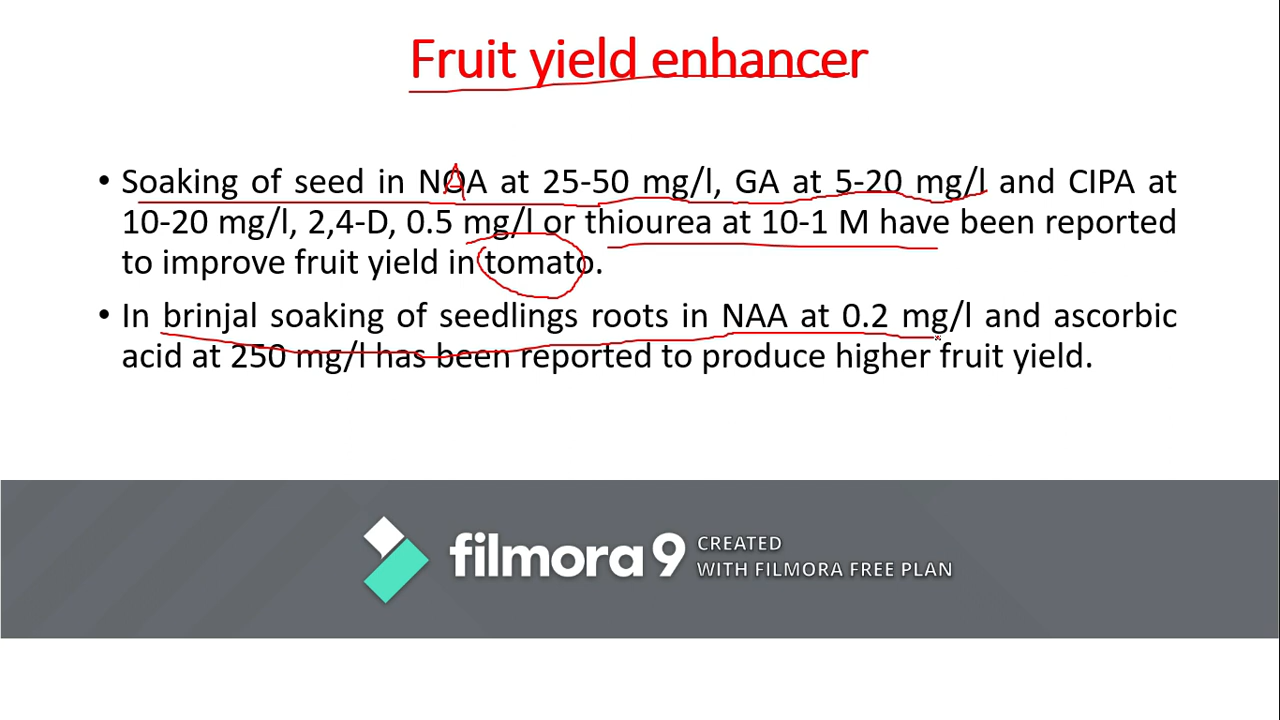 Fruit yield enhancer
• Soaking of seed in NOA at 25-50 mg/l, GA at 5-20 mg/l and CIPA at
10-20 mg/l, 2,4-D, 0.5 mg/l or thiourea at 10-1 M have been reported
to improve fruit yield in tomato.
• In brinjal soaking of seedlings roots in NAA at 0.2 mg/l and ascorbic
acid at 250 mg/l has been reported to produce higher fruit yield.
filmora 9 CREATED
WITH FILMORA FREE PLAN